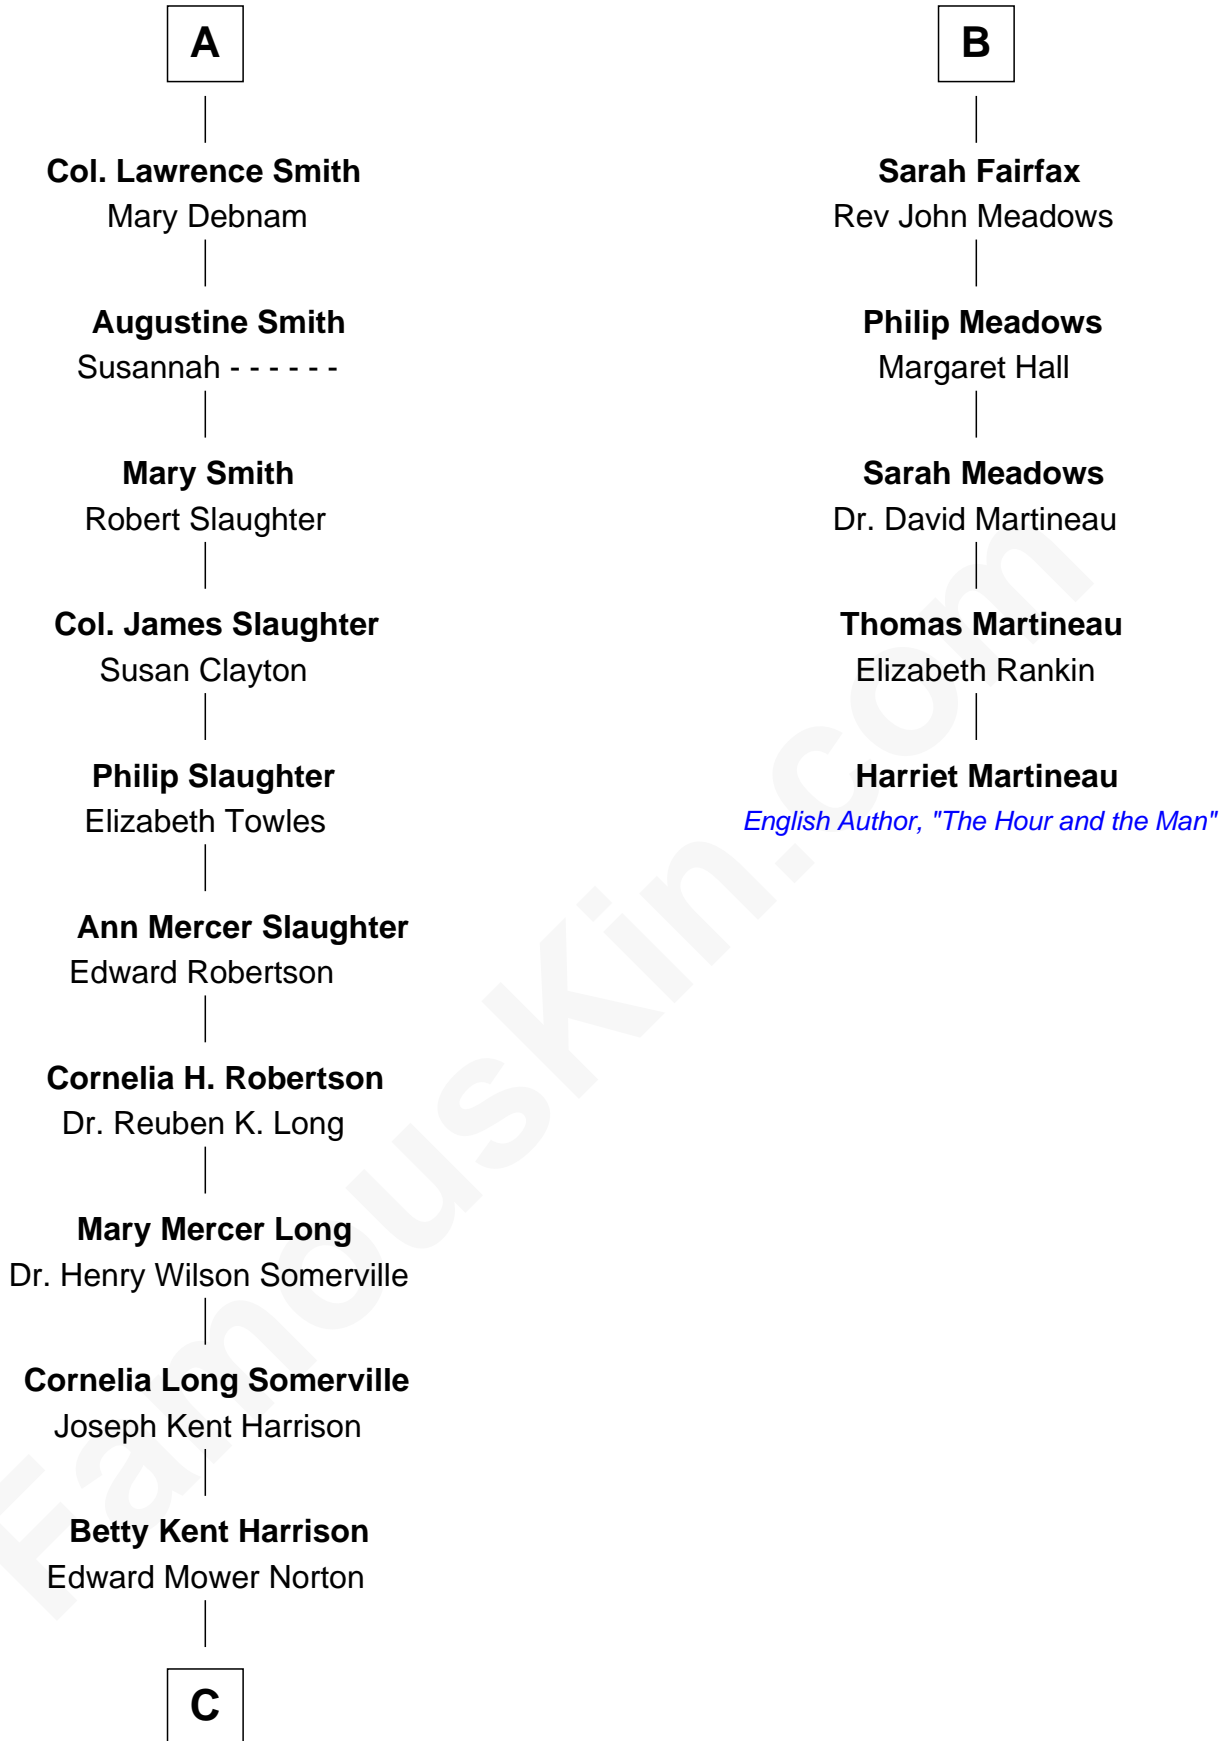 A
Col. Lawrence Smith
Mary Debnam
Augustine Smith
Susannah - - - - - -
Mary Smith
Robert Slaughter
Col. James Slaughter
Susan Clayton
Philip Slaughter
Elizabeth Towles
Ann Mercer Slaughter
Edward Robertson
Cornelia H. Robertson
Dr. Reuben K. Long
Mary Mercer Long
Dr. Henry Wilson Somerville
Cornelia Long Somerville
Joseph Kent Harrison
Betty Kent Harrison
Edward Mower Norton
C
B
Sarah Fairfax
Rev John Meadows
Philip Meadows
Margaret Hall
Sarah Meadows
Dr. David Martineau
Thomas Martineau
Elizabeth Rankin
Harriet Martineau
English Author, "The Hour and the Man"
FamousKin.com